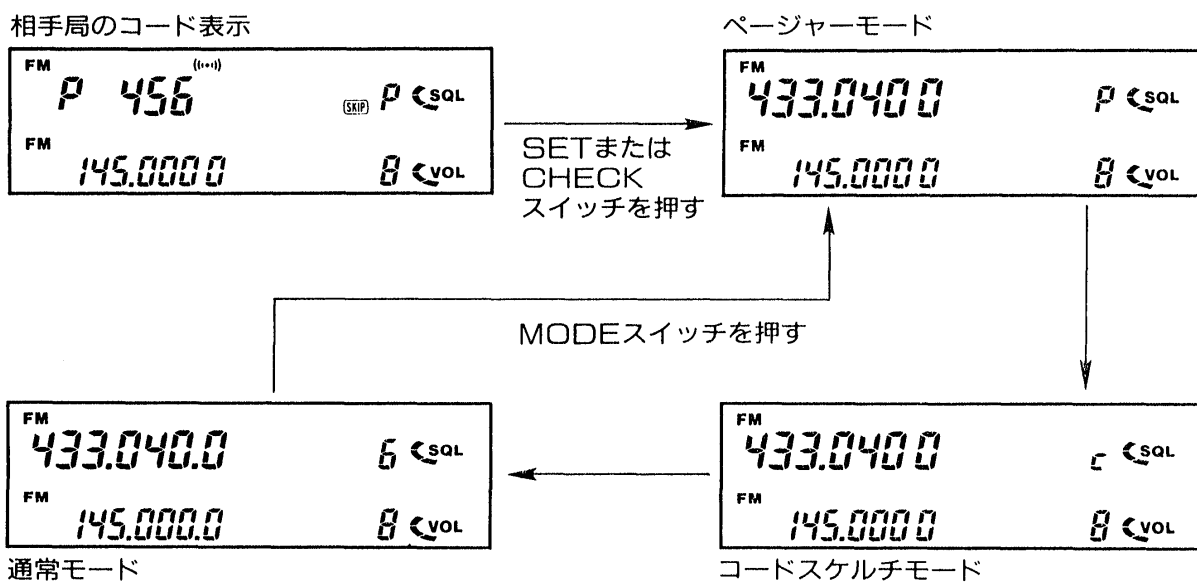 相手局のコード表示
FM
P 456 ((•))
SKIP P SQL
FM
145.000 0 8 VOL
SETまたは
CHECK
スイッチを押す
ページャーモード
FM
433.040 0 P SQL
FM
145.000 0 8 VOL
MODEスイッチを押す
FM
433.040.0 6 SQL
FM
145.000.0 8 VOL
通常モード
FM
433.040 0 c SQL
FM
145.000 0 8 VOL
コードスケルチモード